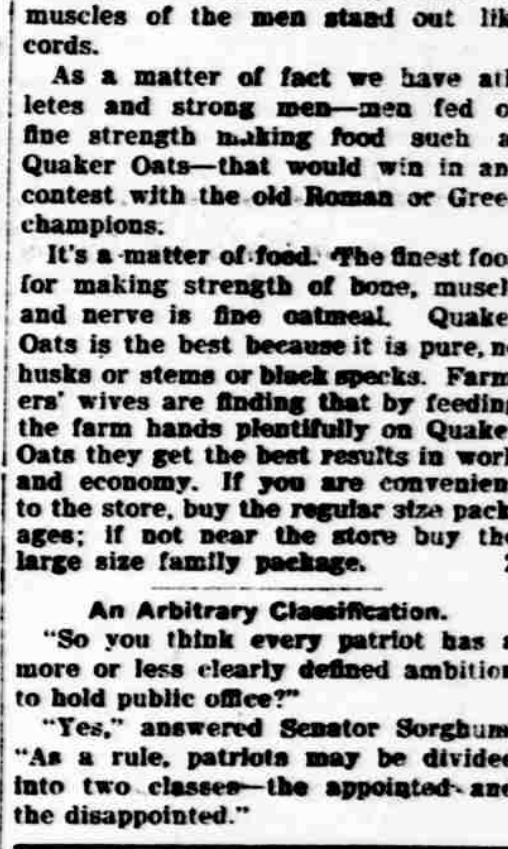 muscles of the men stand out lik
cords.
As a matter of fact we have ath
letes and strong men—men fed o
fine strength making food such a
Quaker Oats—that would win in an
contest with the old Roman or Gree
champions.
It's a matter of food. The finest foo
for making strength of bone, muscl
and nerve is fine oatmeal. Quake
Oats is the best because it is pure, n
husks or stems or black specks. Farm
ers' wives are finding that by feeding
the farm hands plentifully on Quake
Oats they get the best results in work
and economy. If you are convenien
to the store, buy the regular size pack
ages; if not near the store buy the
large size family package. 2
An Arbitrary Classification.
"So you think every patriot has a
more or less clearly defined ambition
to hold public office?"
"Yes," answered Senator Sorghum
"As a rule, patriots may be divided
into two classes—the appointed and
the disappointed."